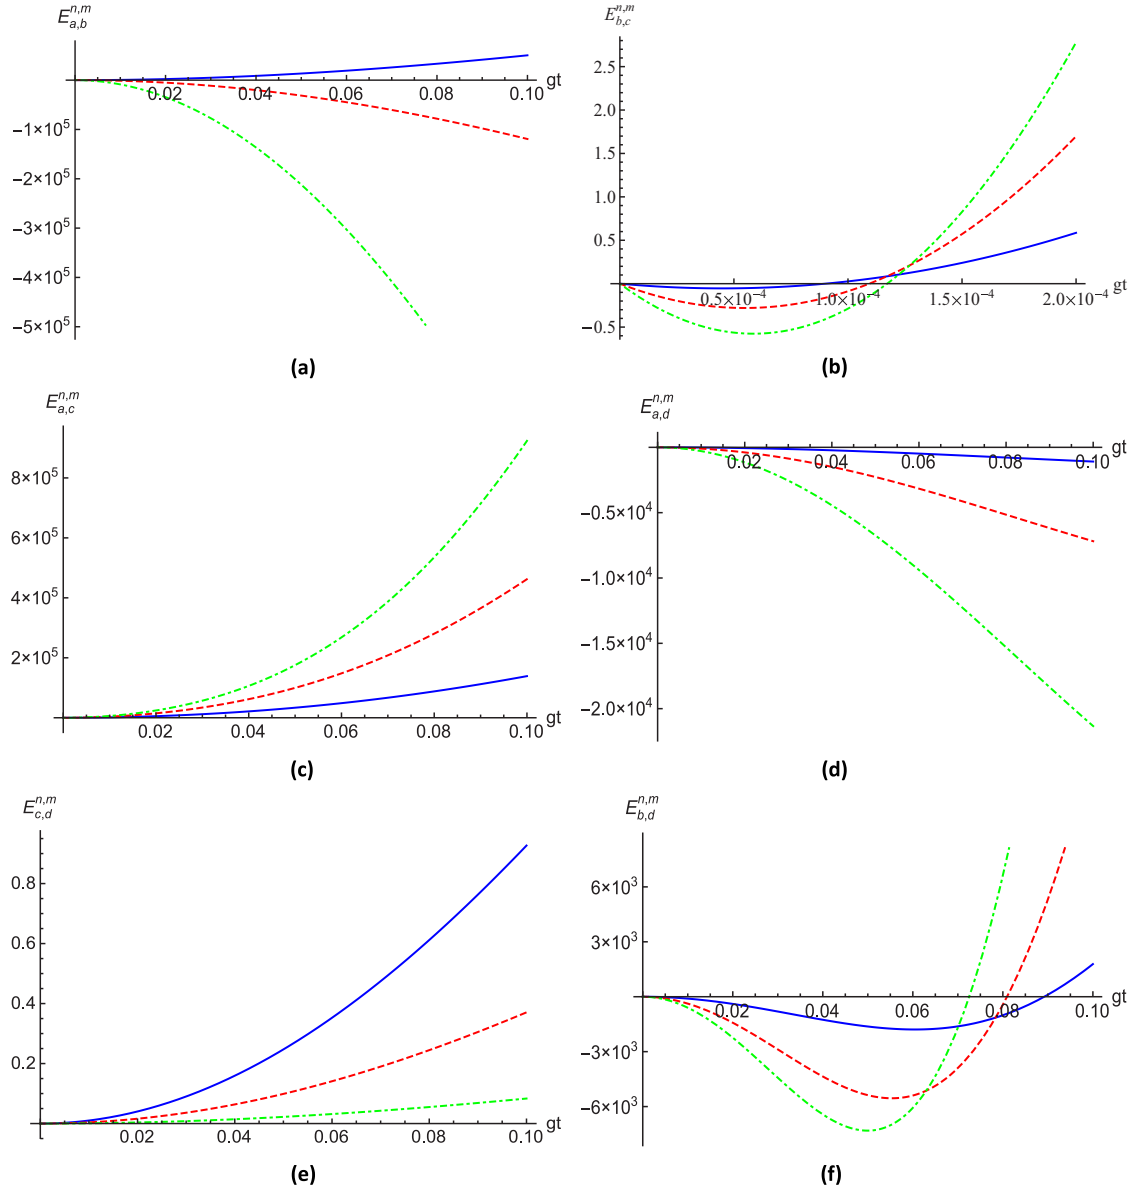 E_{a,b}^{n,m}
gt
0.02 0.04 0.06 0.08 0.10
−1×10^5
−2×10^5
−3×10^5
−4×10^5
−5×10^5
(a)
E_{b,c}^{n,m}
2.5
2.0
1.5
1.0
0.5
−0.5
0.5×10^{−4} 1.0×10^{−4} 1.5×10^{−4} 2.0×10^{−4}
gt
(b)
E_{a,c}^{n,m}
8×10^5
6×10^5
4×10^5
2×10^5
0.02 0.04 0.06 0.08 0.10
gt
(c)
E_{a,d}^{n,m}
gt
0.02 0.04 0.06 0.08 0.10
−0.5×10^4
−1.0×10^4
−1.5×10^4
−2.0×10^4
(d)
E_{c,d}^{n,m}
0.8
0.6
0.4
0.2
0.02 0.04 0.06 0.08 0.10
gt
(e)
E_{b,d}^{n,m}
6×10^3
3×10^3
gt
0.02 0.04 0.06 0.08 0.10
−3×10^3
−6×10^3
(f)